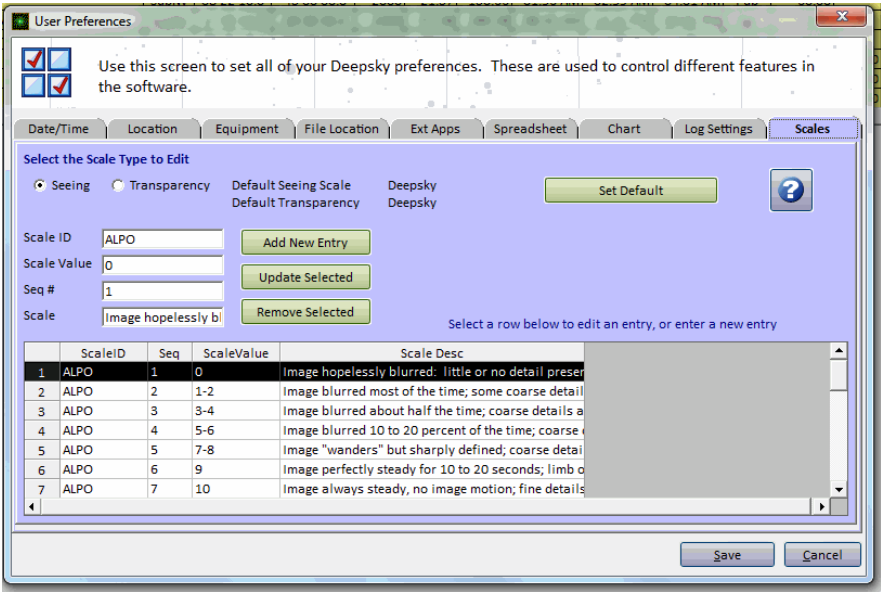 User Preferences
Use this screen to set all of your Deepsky preferences. These are used to control different features in
the software.
Date/Time Location Equipment File Location Ext Apps Spreadsheet Chart Log Settings Scales
Select the Scale Type to Edit
Seeing Transparency Default Seeing Scale Deepsky Set Default
Default Transparency Deepsky
Scale ID ALPO Add New Entry
Scale Value 0 Update Selected
Seq # 1
Scale Image hopelessly bl Remove Selected
Select a row below to edit an entry, or enter a new entry
ScaleID Seq ScaleValue Scale Desc
1 ALPO 1 0 Image hopelessly blurred: little or no detail presen
2 ALPO 2 1-2 Image blurred most of the time; some coarse detail
3 ALPO 3 3-4 Image blurred about half the time; coarse details a
4 ALPO 4 5-6 Image blurred 10 to 20 percent of the time; coarse
5 ALPO 5 7-8 Image "wanders" but sharply defined; coarse detai
6 ALPO 6 9 Image perfectly steady for 10 to 20 seconds; limb o
7 ALPO 7 10 Image always steady, no image motion; fine details
Save Cancel